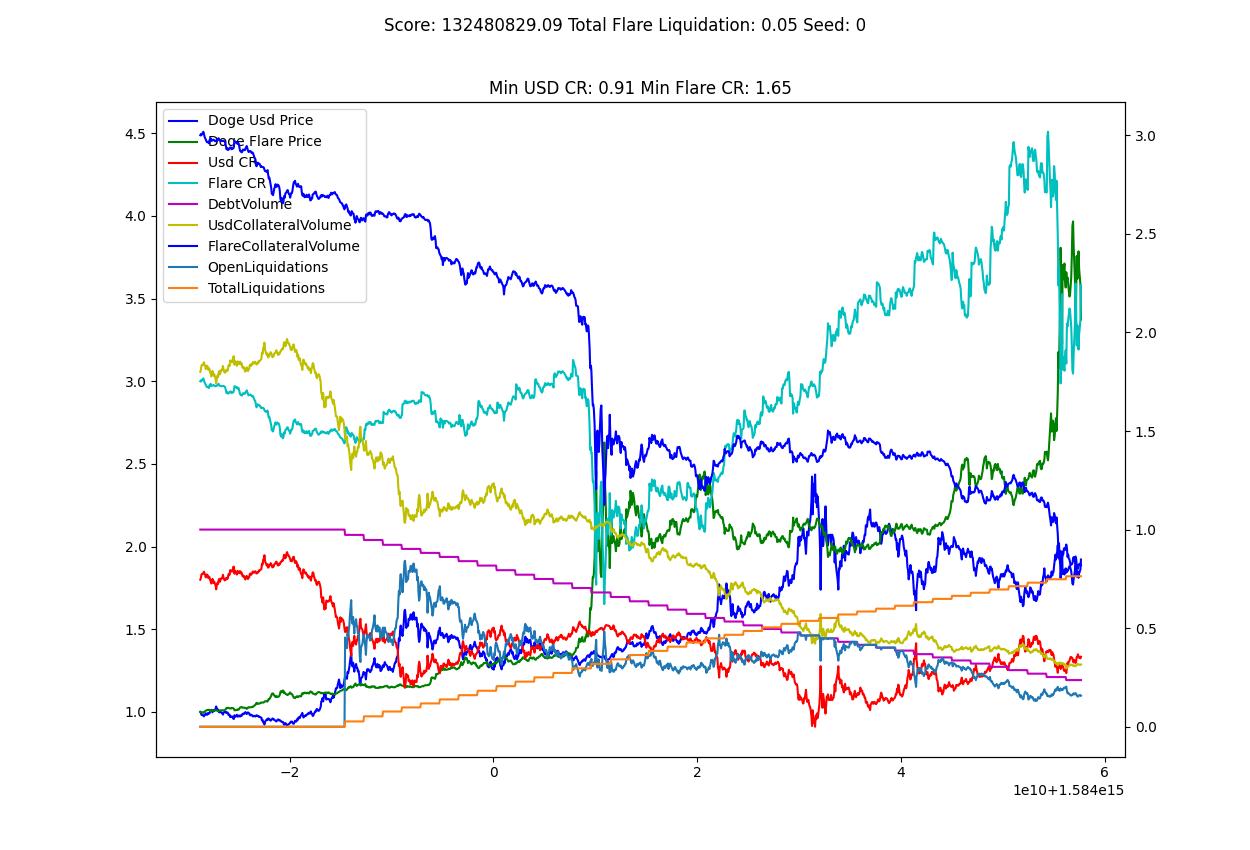 Score: 132480829.09 Total Flare Liquidation: 0.05 Seed: 0
Min USD CR: 0.91 Min Flare CR: 1.65
Doge Usd Price
Doge Flare Price
Usd CR
Flare CR
DebtVolume
UsdCollateralVolume
FlareCollateralVolume
OpenLiquidations
TotalLiquidations
4.5
4.0
3.5
3.0
2.5
2.0
1.5
1.0
3.0
2.5
2.0
1.5
1.0
0.5
0.0
−2 0 2 4 6
1e10+1.584e15